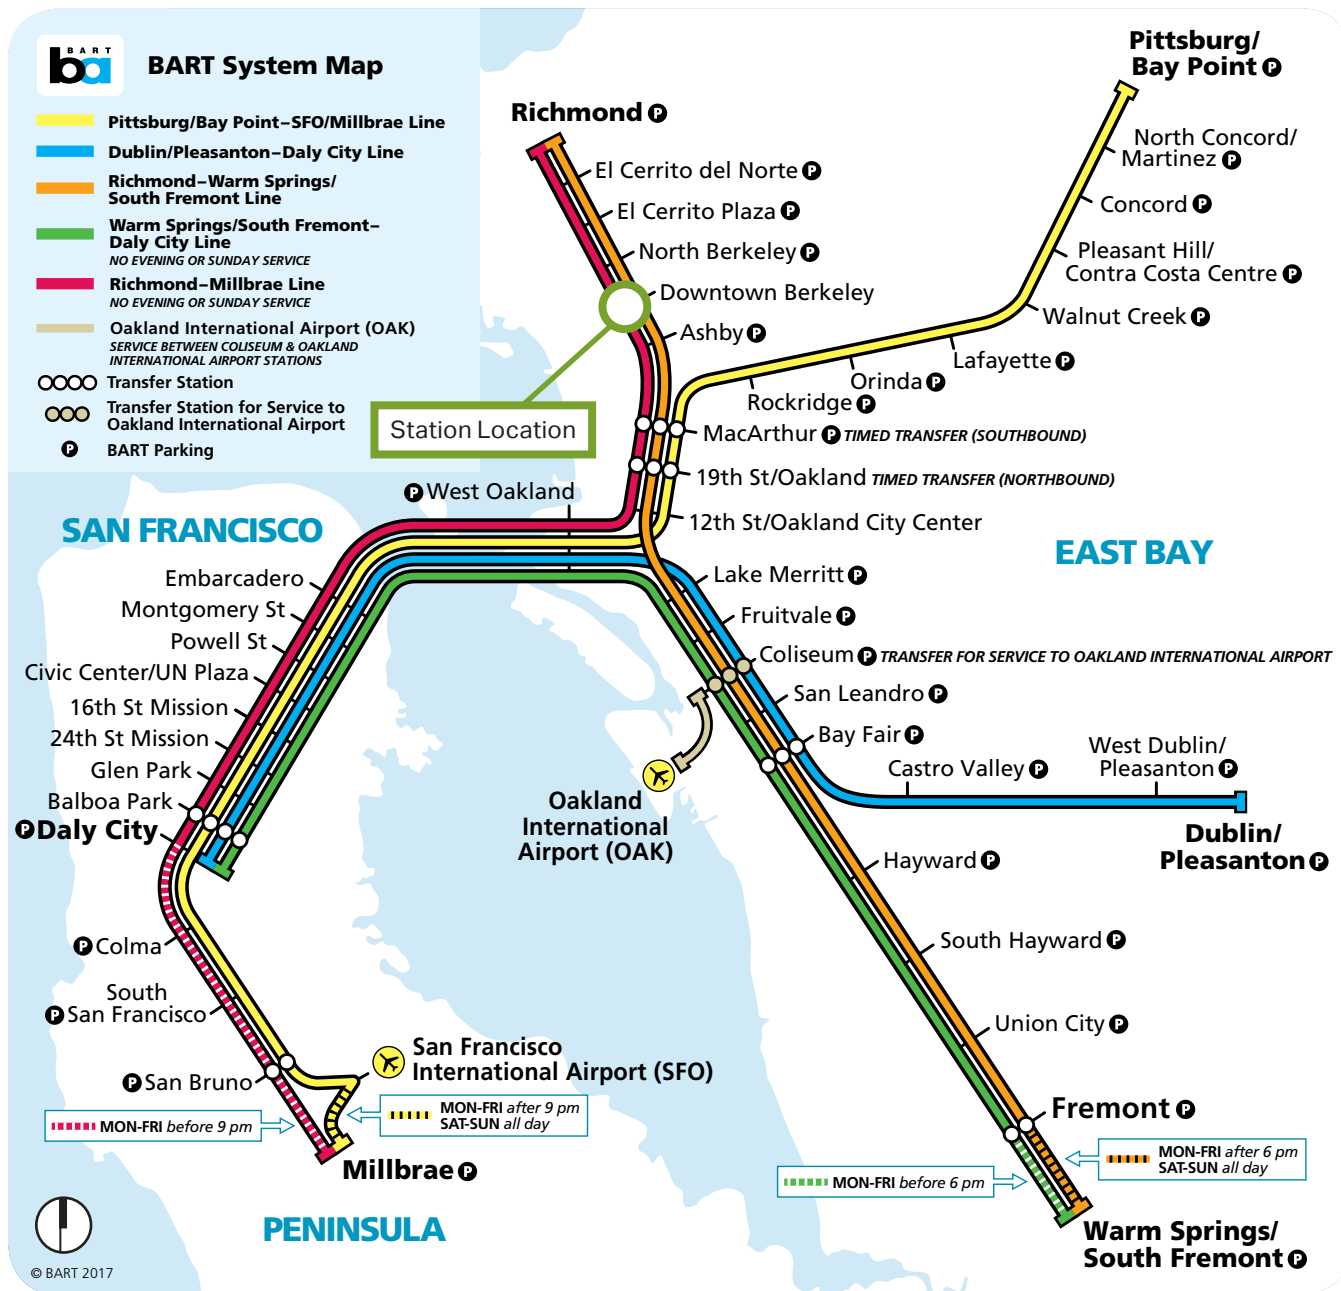 BART
ba
BART System Map
Pittsburg/Bay Point–SFO/Millbrae Line
Dublin/Pleasanton–Daly City Line
Richmond–Warm Springs/
South Fremont Line
Warm Springs/South Fremont–
Daly City Line
NO EVENING OR SUNDAY SERVICE
Richmond–Millbrae Line
NO EVENING OR SUNDAY SERVICE
Oakland International Airport (OAK)
SERVICE BETWEEN COLISEUM & OAKLAND
INTERNATIONAL AIRPORT STATIONS
Transfer Station
Transfer Station for Service to
Oakland International Airport
P BART Parking
Pittsburg/
Bay Point P
North Concord/
Martinez P
Concord P
Pleasant Hill/
Contra Costa Centre P
Walnut Creek P
Lafayette P
Orinda P
Rockridge P
Richmond P
El Cerrito del Norte P
El Cerrito Plaza P
North Berkeley P
Downtown Berkeley
Ashby P
Station Location
MacArthur P TIMED TRANSFER (SOUTHBOUND)
19th St/Oakland TIMED TRANSFER (NORTHBOUND)
12th St/Oakland City Center
P West Oakland
SAN FRANCISCO
EAST BAY
Embarcadero
Montgomery St
Powell St
Civic Center/UN Plaza
16th St Mission
24th St Mission
Glen Park
Balboa Park
P Daly City
P Colma
South
P San Francisco
P San Bruno
San Francisco
International Airport (SFO)
MON-FRI before 9 pm
MON-FRI after 9 pm
SAT-SUN all day
Millbrae P
PENINSULA
Lake Merritt P
Fruitvale P
Coliseum P TRANSFER FOR SERVICE TO OAKLAND INTERNATIONAL AIRPORT
San Leandro P
Bay Fair P
Oakland
International
Airport (OAK)
Castro Valley P
West Dublin/
Pleasanton P
Dublin/
Pleasanton P
Hayward P
South Hayward P
Union City P
Fremont P
MON-FRI after 6 pm
SAT-SUN all day
MON-FRI before 6 pm
Warm Springs/
South Fremont P
© BART 2017